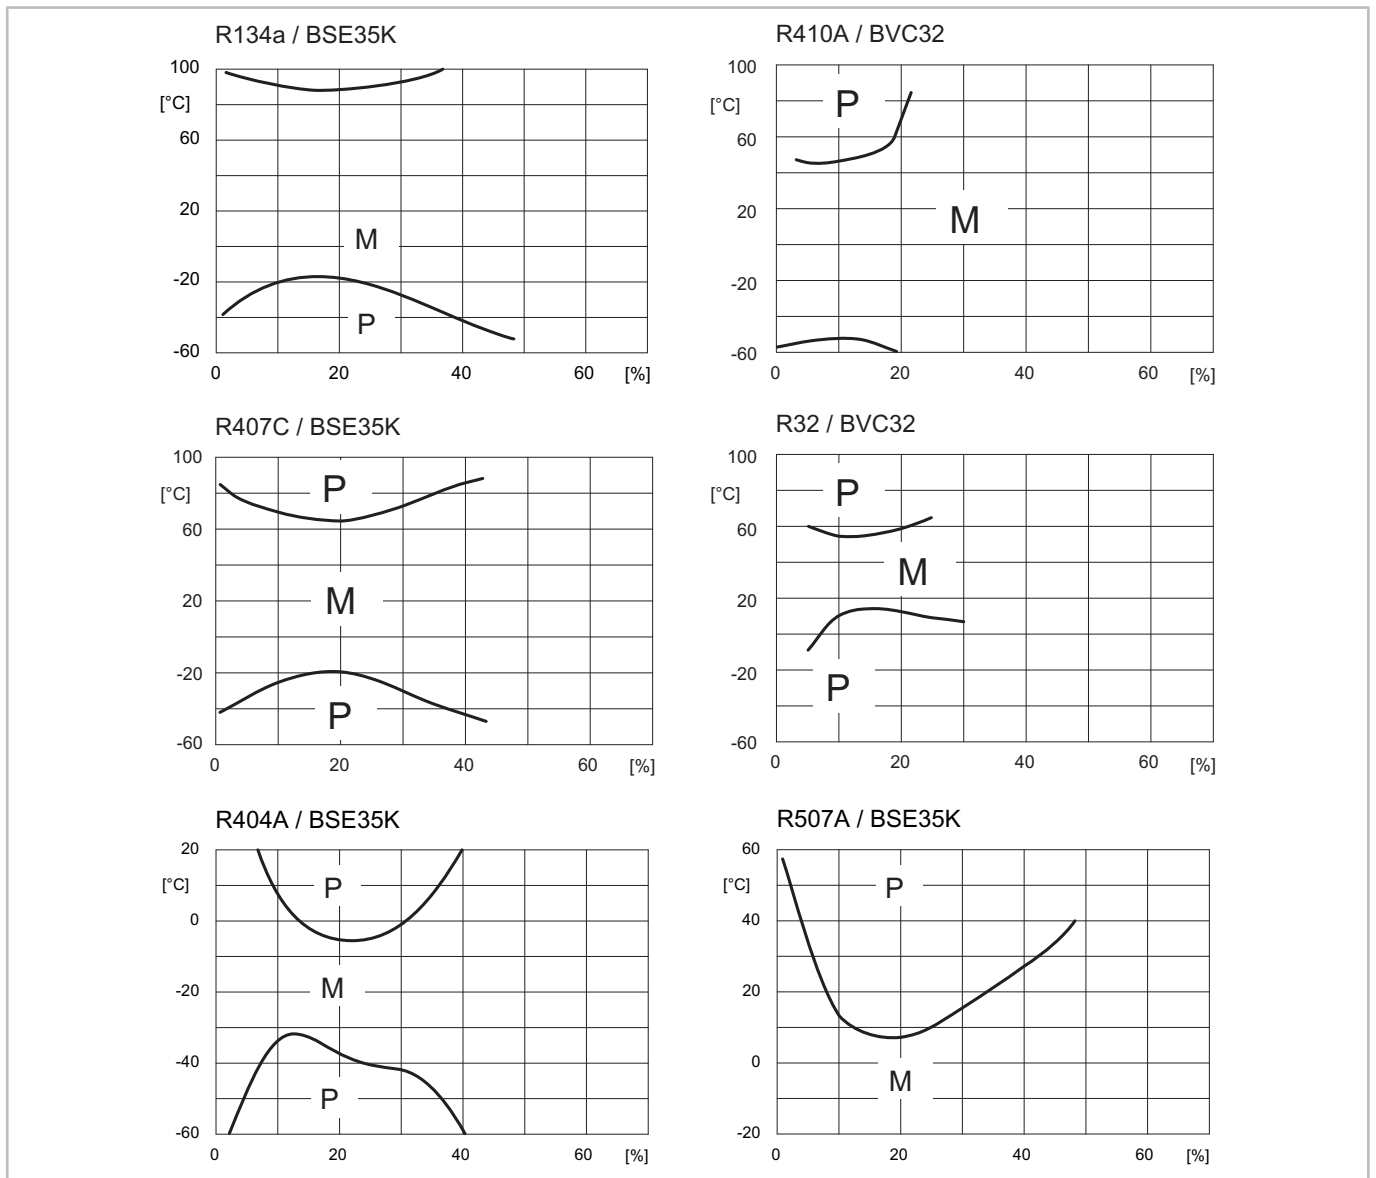 R134a / BSE35K
100
[°C]
60
20
-20
-60
M
P
0 20 40 60 [%]
R410A / BVC32
100
[°C]
60
20
-20
-60
P
M
0 20 40 60 [%]
R407C / BSE35K
100
[°C]
60
20
-20
-60
P
M
P
0 20 40 60 [%]
R32 / BVC32
100
[°C]
60
20
-20
-60
P
M
P
0 20 40 60 [%]
R404A / BSE35K
20
[°C]
0
-20
-40
-60
P
M
P
0 20 40 60 [%]
R507A / BSE35K
60
[°C]
40
20
0
-20
P
M
0 20 40 60 [%]